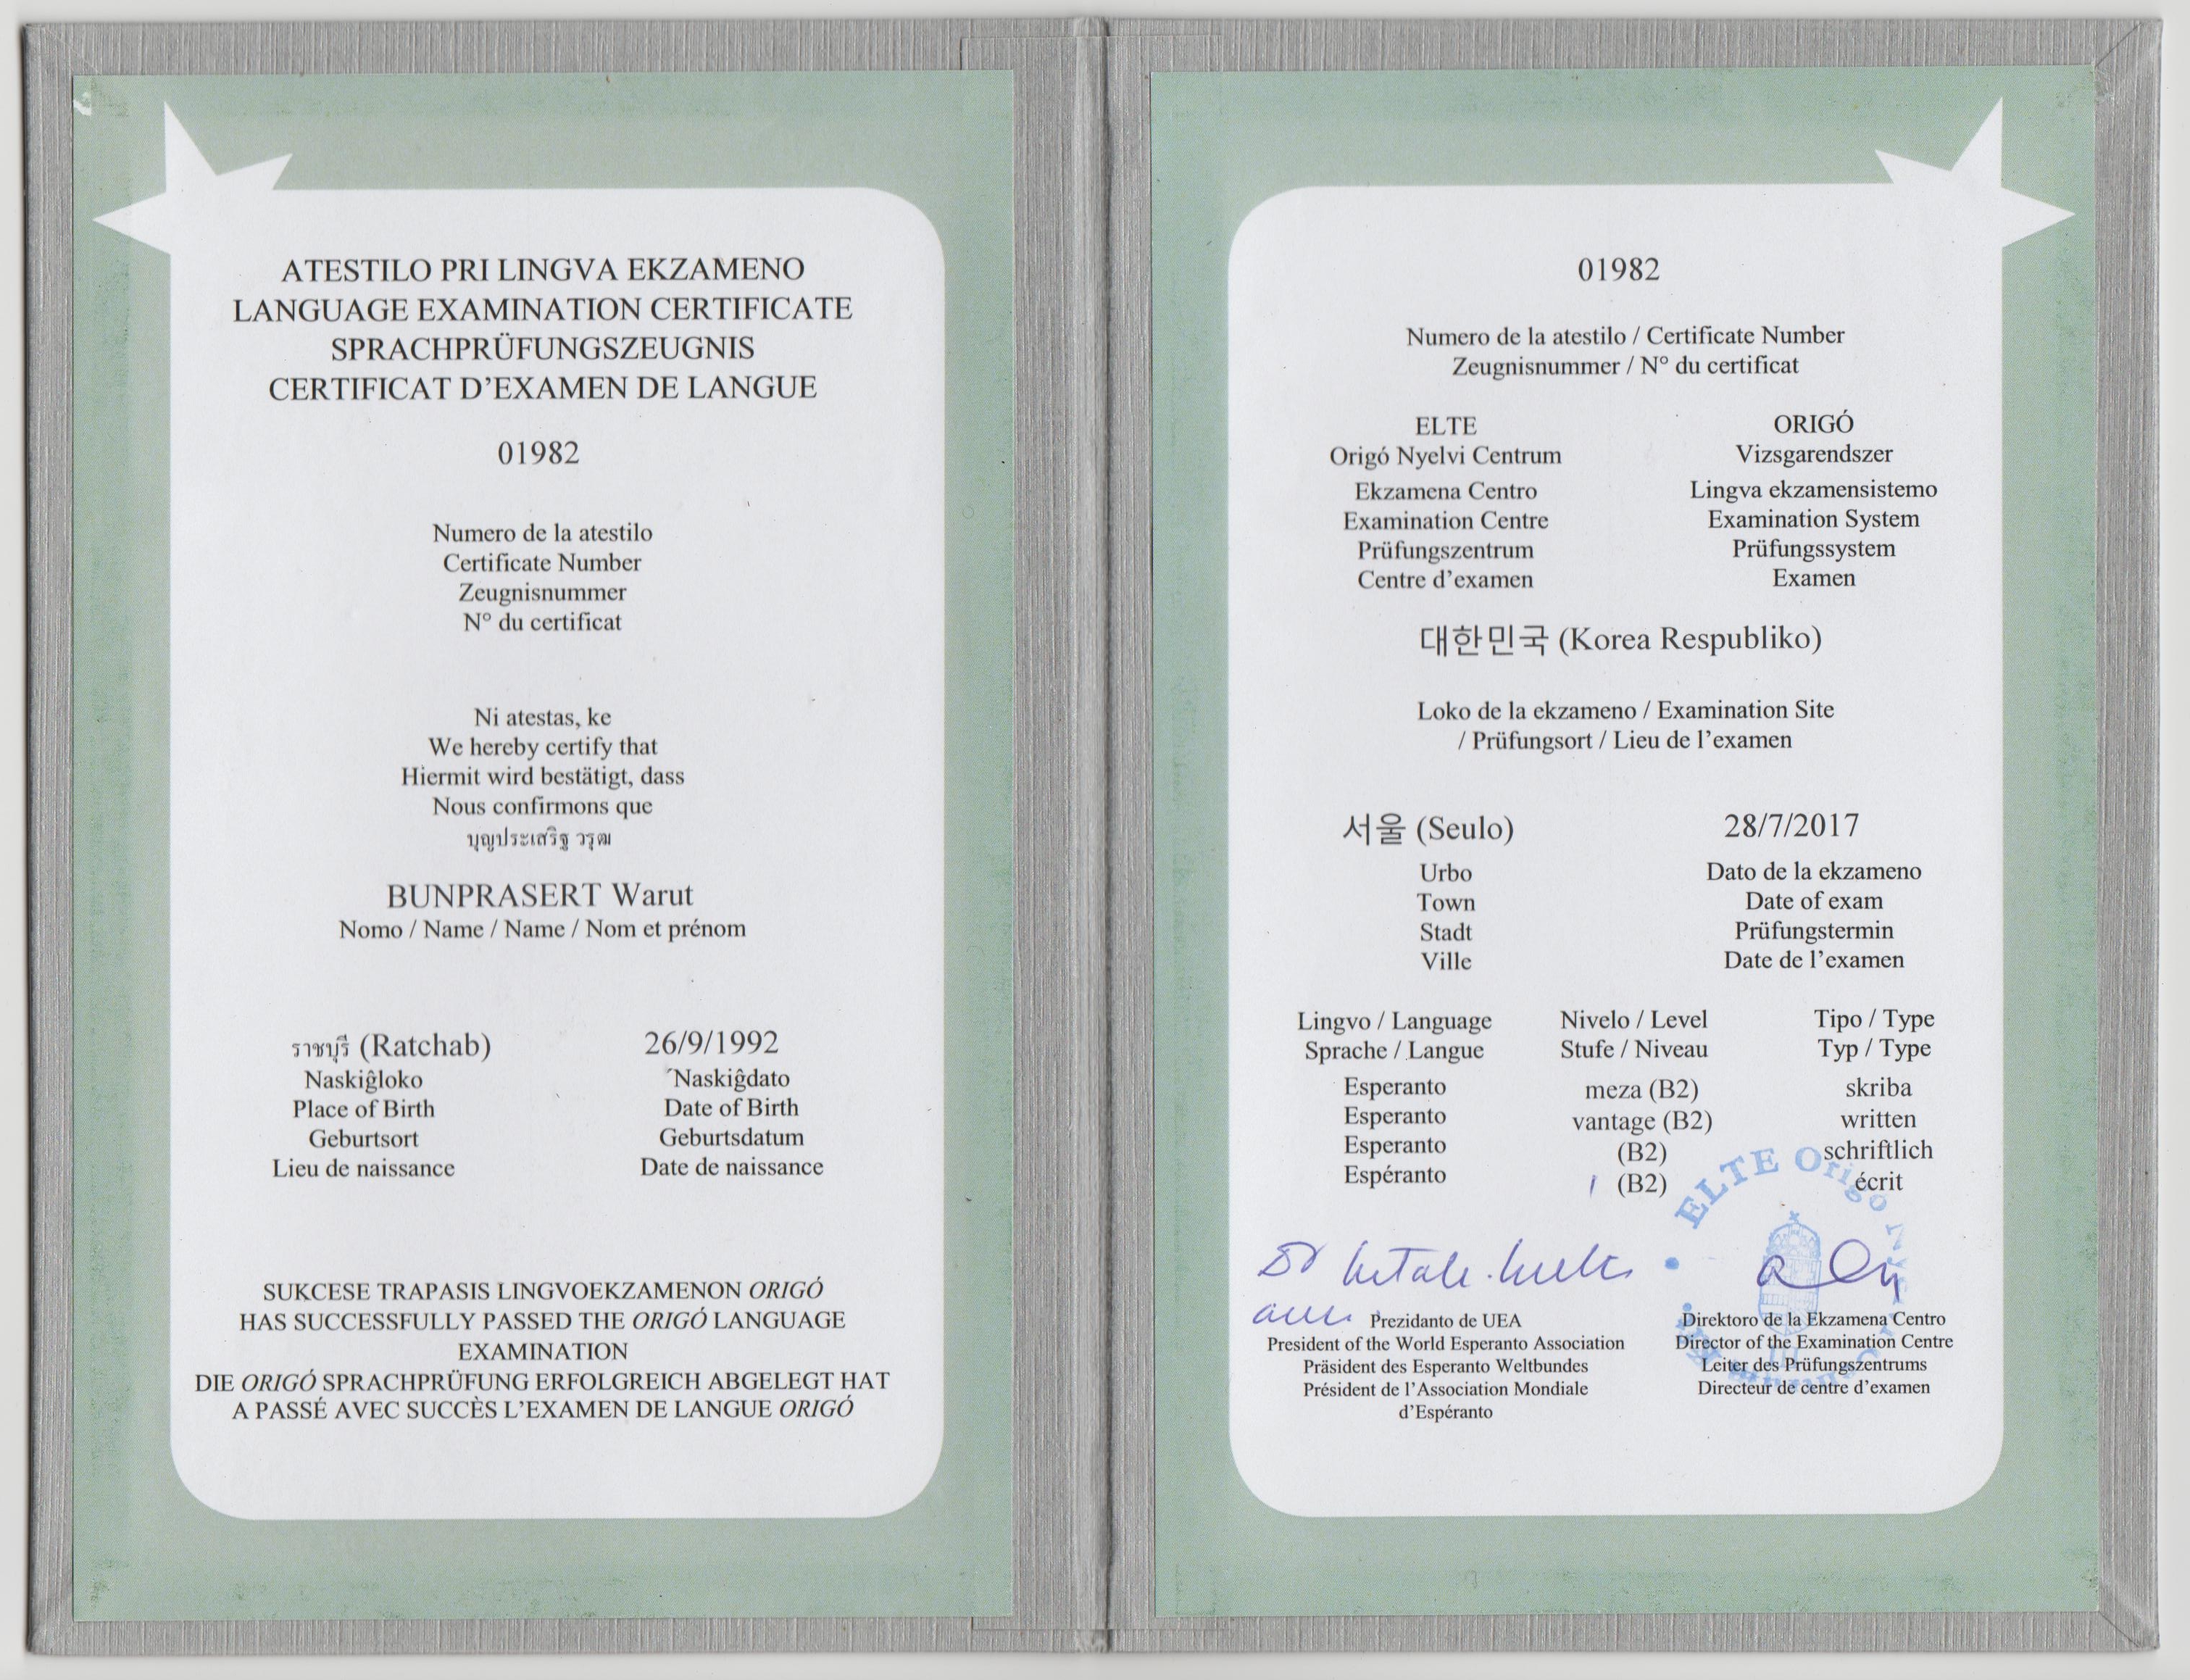 ATESTILO PRI LINGVA EKZAMENO
LANGUAGE EXAMINATION CERTIFICATE
SPRACHPRÜFUNGSZEUGNIS
CERTIFICAT D’EXAMEN DE LANGUE
01982
Numero de la atestilo
Certificate Number
Zeugnisnummer
N° du certificat
Ni atestas, ke
We hereby certify that
Hiermit wird bestätigt, dass
Nous confirmons que
บุญประเสริฐ วรุฒ
BUNPRASERT Warut
Nomo / Name / Name / Nom et prénom
ราชบุรี (Ratchab) 26/9/1992
Naskiĝloko ´Naskiĝdato
Place of Birth Date of Birth
Geburtsort Geburtsdatum
Lieu de naissance Date de naissance
SUKCESE TRAPASIS LINGVOEKZAMENON ORIGÓ
HAS SUCCESSFULLY PASSED THE ORIGÓ LANGUAGE
EXAMINATION
DIE ORIGÓ SPRACHPRÜFUNG ERFOLGREICH ABGELEGT HAT
A PASSÉ AVEC SUCCÈS L’EXAMEN DE LANGUE ORIGÓ
01982
Numero de la atestilo / Certificate Number
Zeugnisnummer / N° du certificat
ELTE ORIGÓ
Origó Nyelvi Centrum Vizsgarendszer
Ekzamena Centro Lingva ekzamensistemo
Examination Centre Examination System
Prüfungszentrum Prüfungssystem
Centre d’examen Examen
대한민국 (Korea Respubliko)
Loko de la ekzameno / Examination Site
/ Prüfungsort / Lieu de l’examen
서울 (Seulo) 28/7/2017
Urbo Dato de la ekzameno
Town Date of exam
Stadt Prüfungstermin
Ville Date de l’examen
Lingvo / Language Nivelo / Level Tipo / Type
Sprache / Langue Stufe / Niveau Typ / Type
Esperanto meza (B2) skriba
Esperanto vantage (B2) written
Esperanto (B2) schriftlich
Espéranto (B2) écrit
ELTE Origó
Prezidanto de UEA Direktoro de la Ekzamena Centro
President of the World Esperanto Association Director of the Examination Centre
Präsident des Esperanto Weltbundes Leiter des Prüfungszentrums
Président de l’Association Mondiale Directeur de centre d’examen
d’Espéranto